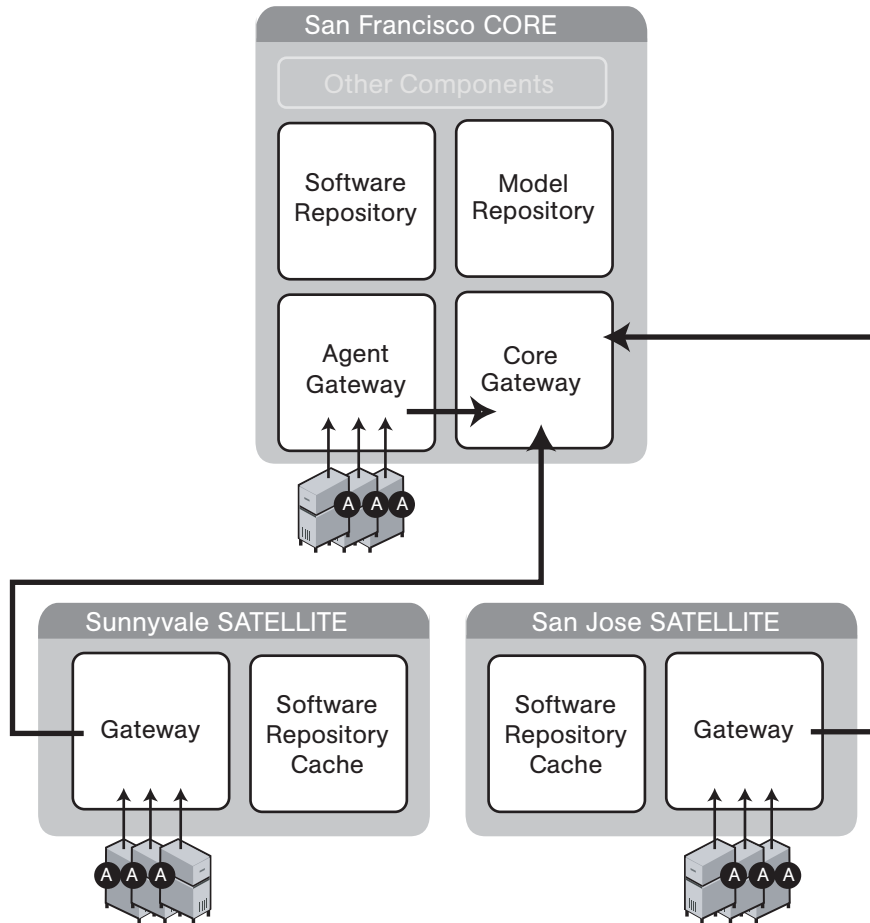 San Francisco CORE
Other Components
Software
Repository
Model
Repository
Agent
Gateway
Core
Gateway
A A A
Sunnyvale SATELLITE
Gateway
Software
Repository
Cache
A A A
San Jose SATELLITE
Software
Repository
Cache
Gateway
A A A